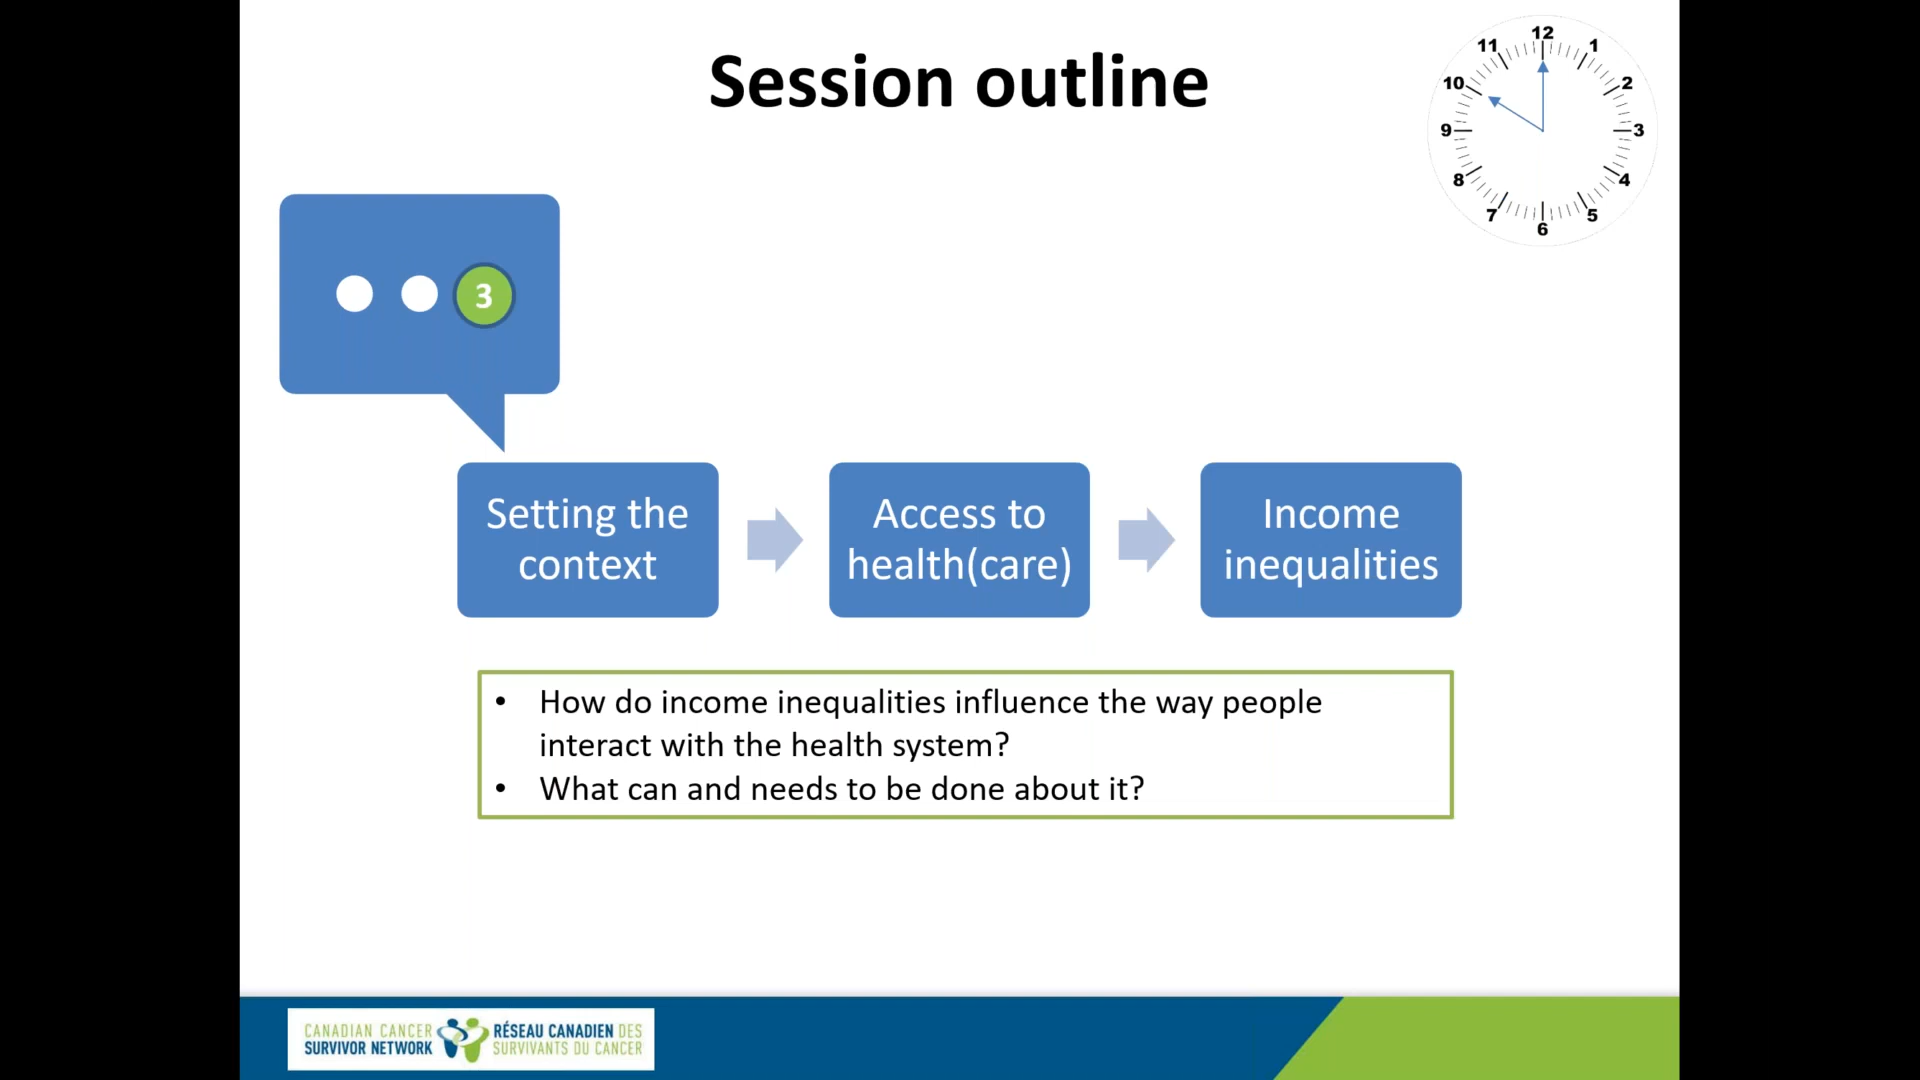 Session outline
12
11
1
10
2
9
3
8
4
7
5
6
3
Setting the
context
Access to
health(care)
Income
inequalities
• How do income inequalities influence the way people
interact with the health system?
• What can and needs to be done about it?
CANADIAN CANCER
SURVIVOR NETWORK
RÉSEAU CANADIEN DES
SURVIVANTS DU CANCER